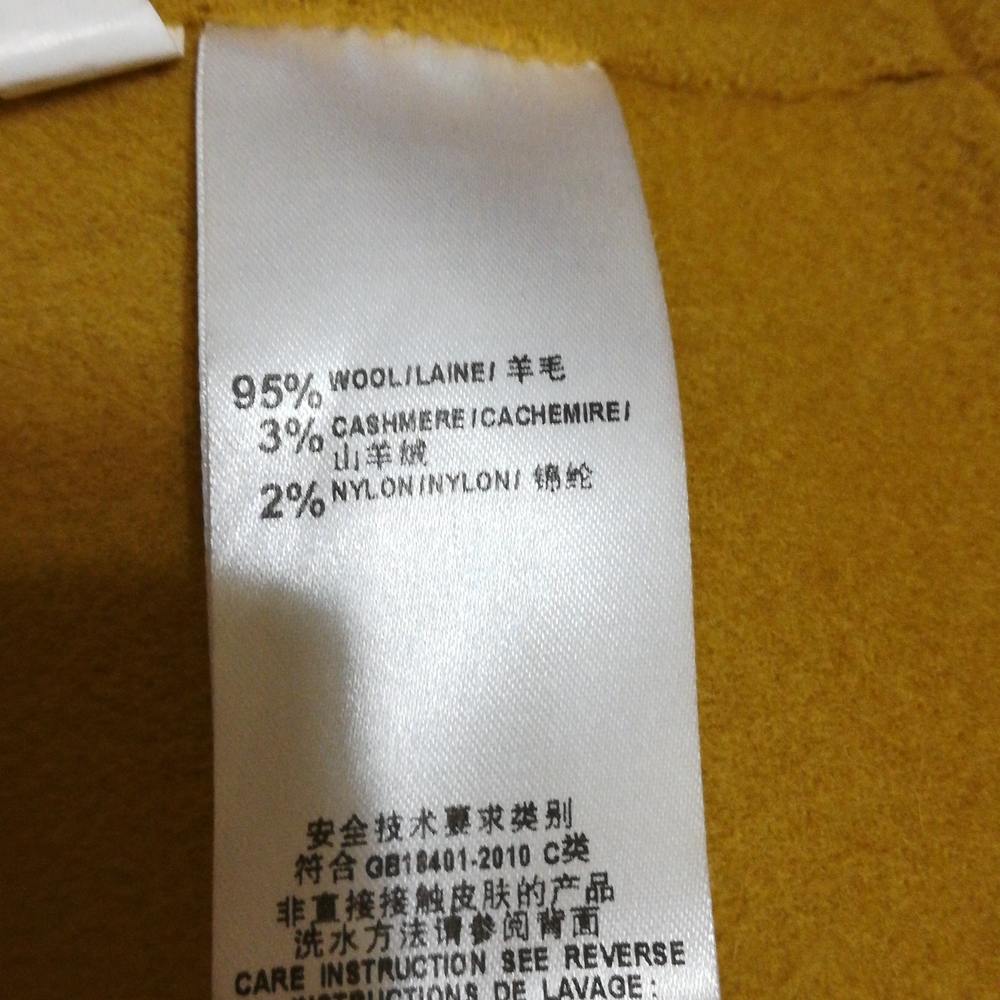 95% WOOL/LAINE/ 羊毛
3% CASHMERE/CACHEMIRE/
山羊绒
2% NYLON/NYLON/ 锦纶
安全技术要求类别
符合GB18401-2010 C类
非直接接触皮肤的产品
洗水方法请参阅背面
CARE INSTRUCTION SEE REVERSE
INSTRUCTIONS DE LAVAGE: